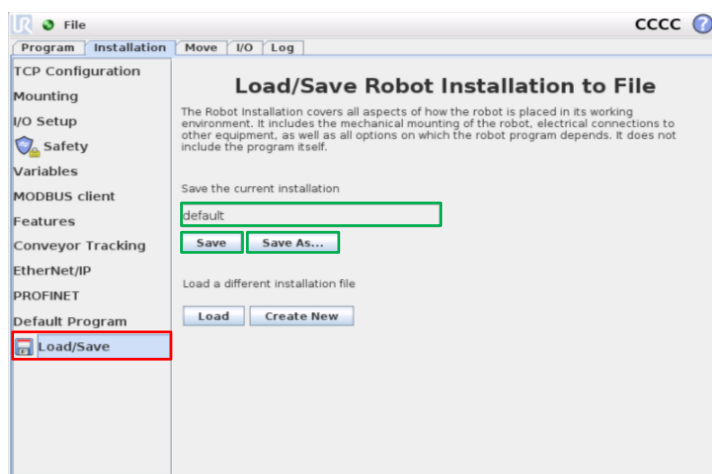 UR File CCCC ?
Program Installation Move I/O Log
TCP Configuration
Mounting
I/O Setup
Safety
Variables
MODBUS client
Features
Conveyor Tracking
EtherNet/IP
PROFINET
Default Program
Load/Save
Load/Save Robot Installation to File
The Robot Installation covers all aspects of how the robot is placed in its working
environment. It includes the mechanical mounting of the robot, electrical connections to
other equipment, as well as all options on which the robot program depends. It does not
include the program itself.
Save the current installation
default
Save Save As...
Load a different installation file
Load Create New